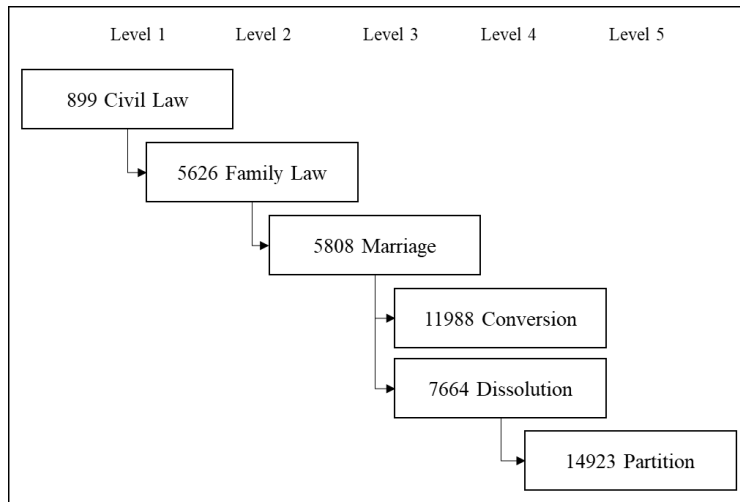 Level 1 Level 2 Level 3 Level 4 Level 5
899 Civil Law
5626 Family Law
5808 Marriage
11988 Conversion
7664 Dissolution
14923 Partition